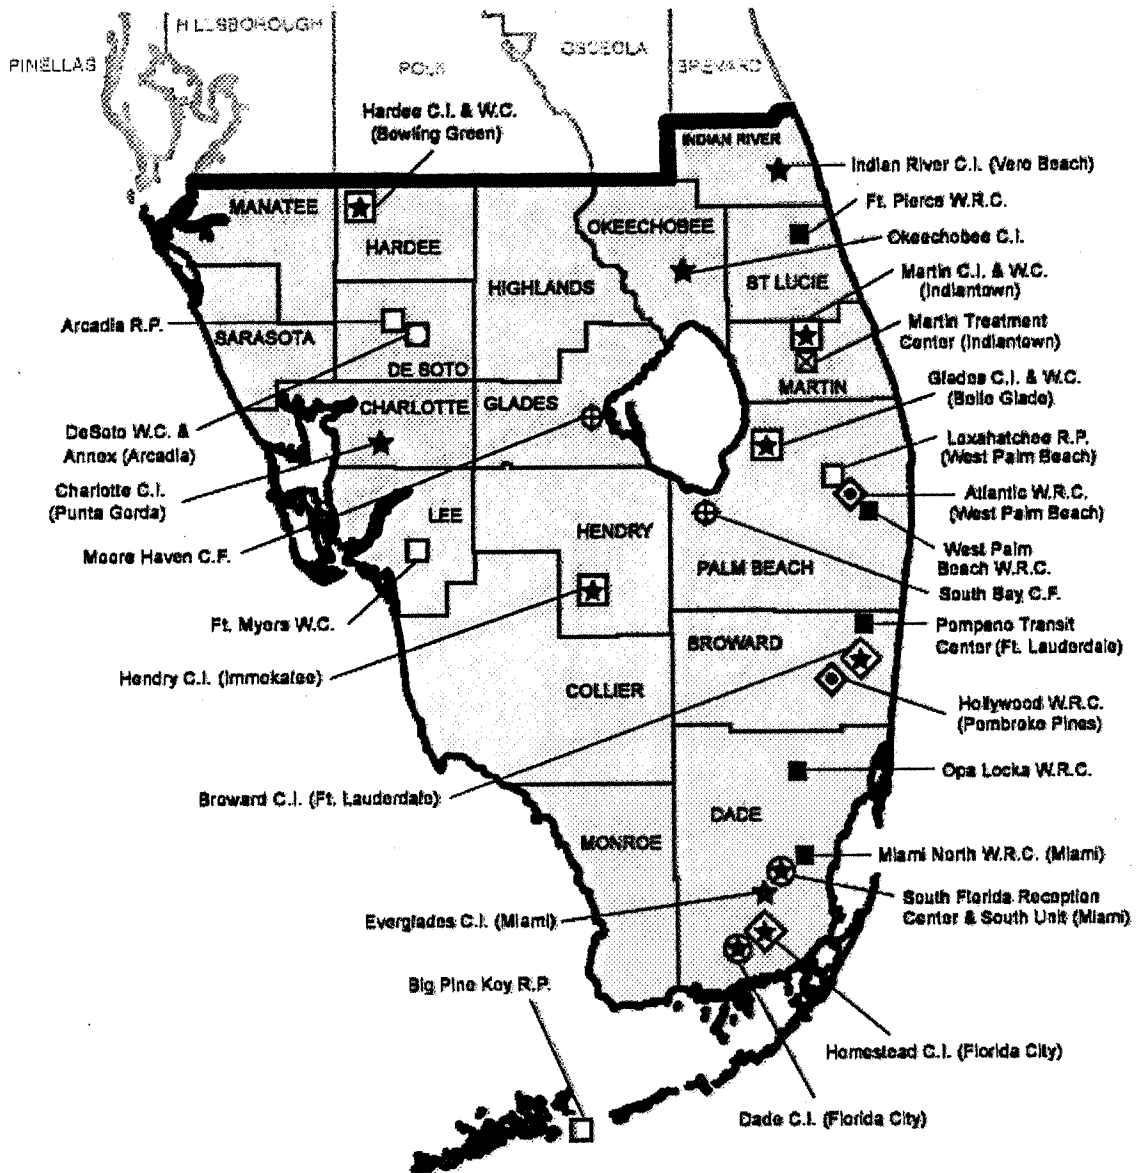 HILLSBOROUGH
PINELLAS
POLK
OSCEOLA
BREVARD
Hardee C.I. & W.C.
(Bowling Green)
INDIAN RIVER
Indian River C.I. (Vero Beach)
MANATEE
HARDEE
OKEECHOBEE
Ft. Pierce W.R.C.
Okeechobee C.I.
HIGHLANDS
ST LUCIE
Martin C.I. & W.C.
(Indiantown)
Arcadia R.P.
SARASOTA
DE SOTO
Martin Treatment
Center (Indiantown)
MARTIN
Glades C.I. & W.C.
(Belle Glade)
CHARLOTTE
GLADES
DeSoto W.C. &
Annex (Arcadia)
Loxahatchee R.P.
(West Palm Beach)
Charlotte C.I.
(Punta Gorda)
Atlantic W.R.C.
(West Palm Beach)
LEE
HENDRY
Moore Haven C.F.
West Palm
Beach W.R.C.
PALM BEACH
South Bay C.F.
Ft. Myers W.C.
BROWARD
Pompano Transit
Center (Ft. Lauderdale)
Hendry C.I. (Immokalee)
COLLIER
Hollywood W.R.C.
(Pembroke Pines)
Opa Locka W.R.C.
Broward C.I. (Ft. Lauderdale)
DADE
MONROE
Miami North W.R.C. (Miami)
Everglades C.I. (Miami)
South Florida Reception
Center & South Unit (Miami)
Big Pine Key R.P.
Homestead C.I. (Florida City)
Dade C.I. (Florida City)